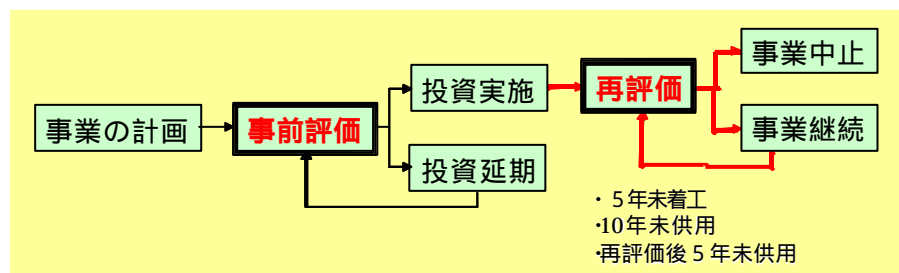 事業の計画
事前評価
投資実施
投資延期
再評価
事業中止
事業継続
・ 5年未着工
・10年未供用
・再評価後 5 年未供用